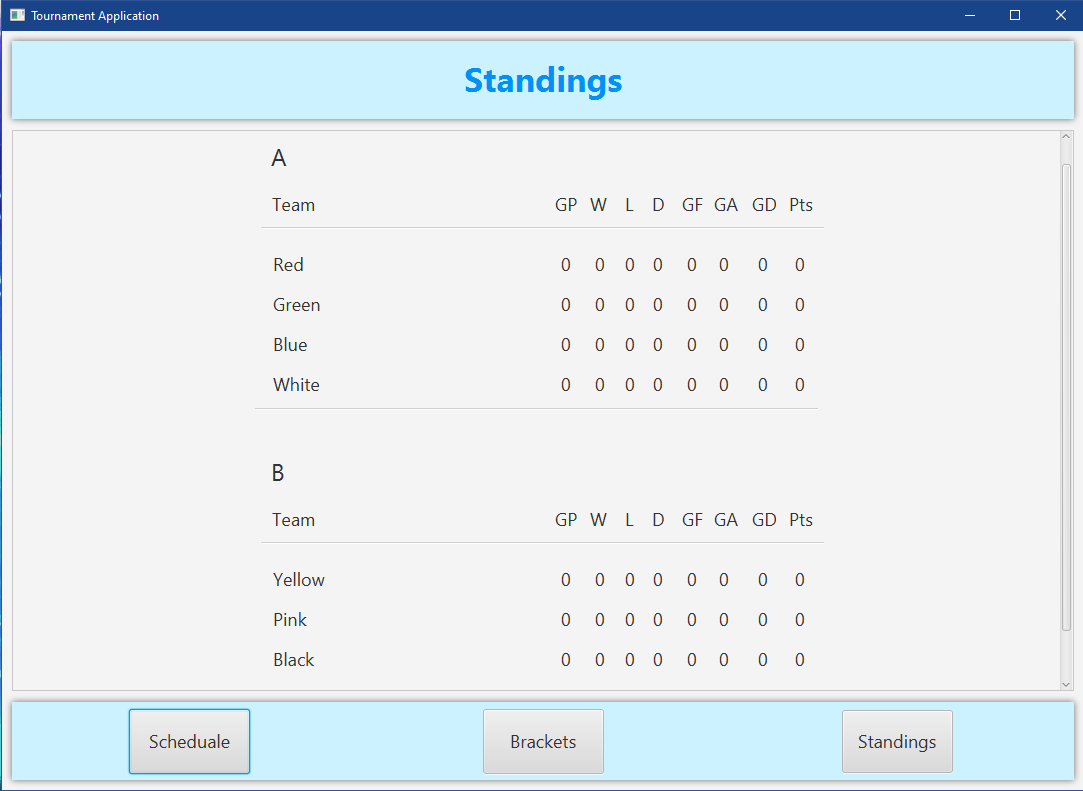 Tournament Application
Standings
A
Team GP W L D GF GA GD Pts
Red 0 0 0 0 0 0 0 0
Green 0 0 0 0 0 0 0 0
Blue 0 0 0 0 0 0 0 0
White 0 0 0 0 0 0 0 0
B
Team GP W L D GF GA GD Pts
Yellow 0 0 0 0 0 0 0 0
Pink 0 0 0 0 0 0 0 0
Black 0 0 0 0 0 0 0 0
Scheduale Brackets Standings